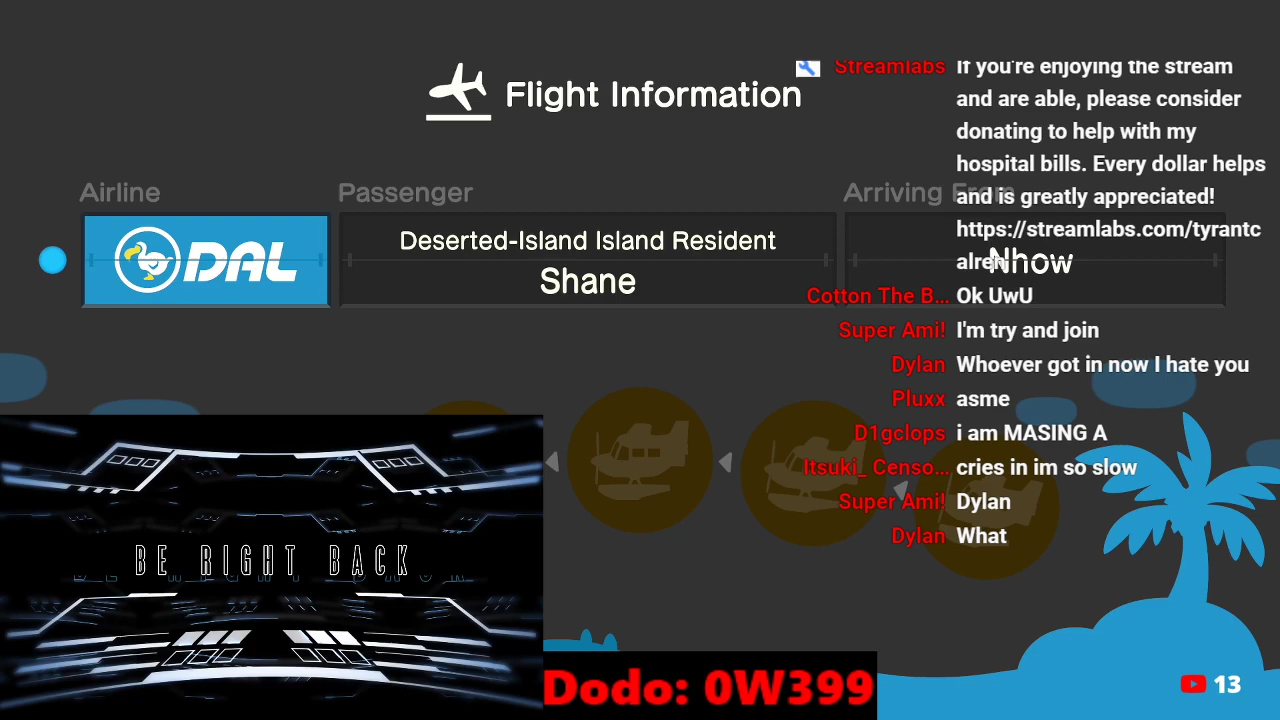 Flight Information
Airline
Passenger
Arriving From
DAL
Deserted-Island Island Resident
Shane
Nhow
Streamlabs If you're enjoying the stream
and are able, please consider
donating to help with my
hospital bills. Every dollar helps
and is greatly appreciated!
https://streamlabs.com/tyrantc
alren
Cotton The B... Ok UwU
Super Ami! I'm try and join
Dylan Whoever got in now I hate you
Pluxx asme
D1gclops i am MASING A
Itsuki_ Censo... cries in im so slow
Super Ami! Dylan
Dylan What
BE RIGHT BACK
Dodo: 0W399
13